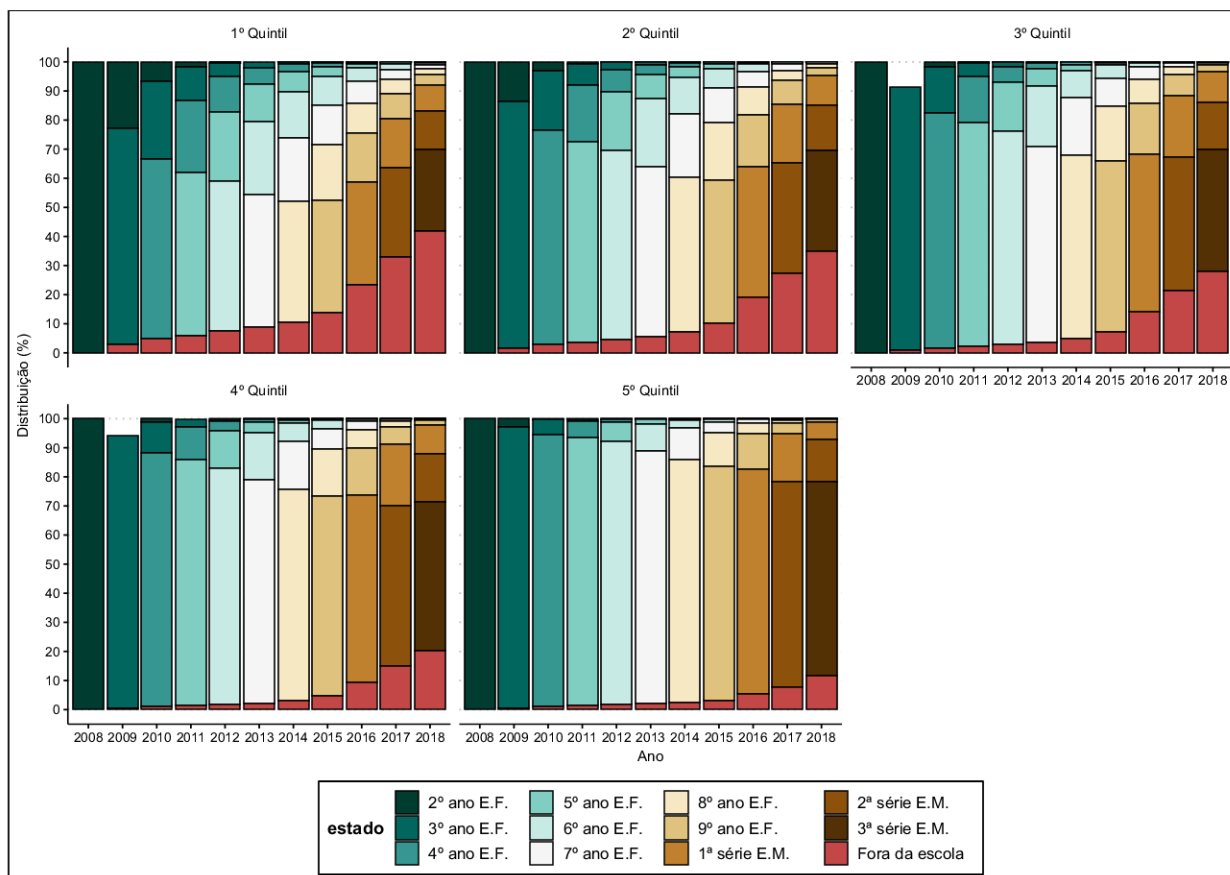 1º Quintil
2º Quintil
3º Quintil
100
90
80
70
60
50
40
30
20
10
0
2008 2009 2010 2011 2012 2013 2014 2015 2016 2017 2018
Distribuição (%)
4º Quintil
5º Quintil
100
90
80
70
60
50
40
30
20
10
0
2008 2009 2010 2011 2012 2013 2014 2015 2016 2017 2018
2008 2009 2010 2011 2012 2013 2014 2015 2016 2017 2018
Ano
estado
2º ano E.F.
3º ano E.F.
4º ano E.F.
5º ano E.F.
6º ano E.F.
7º ano E.F.
8º ano E.F.
9º ano E.F.
1ª série E.M.
2ª série E.M.
3ª série E.M.
Fora da escola